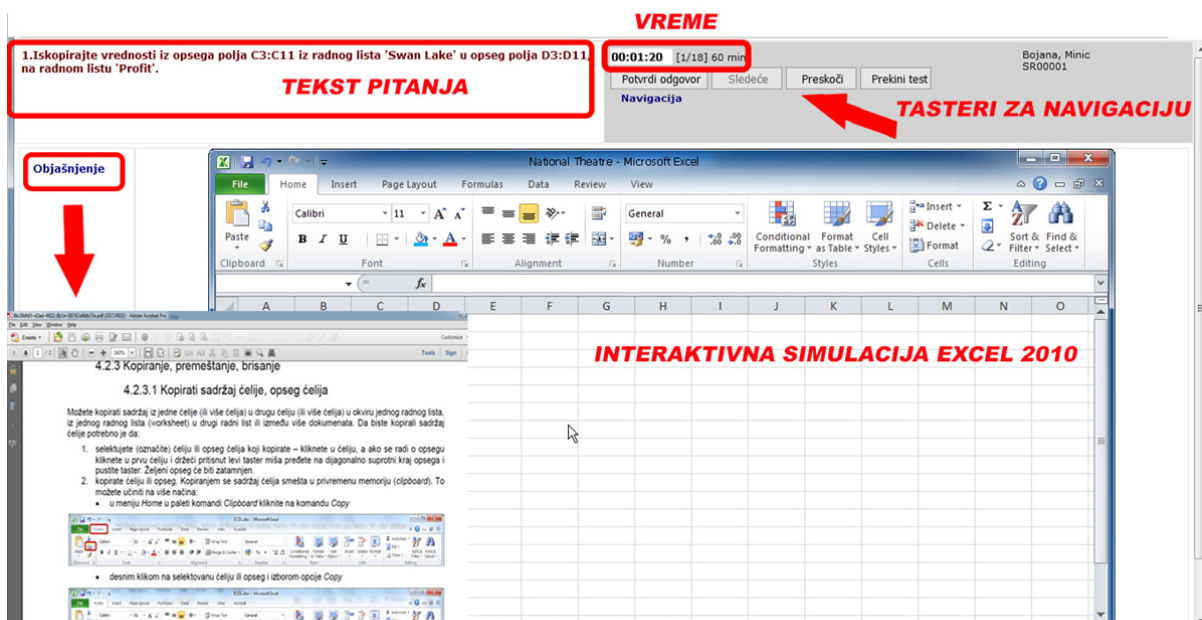 VREME
1.Iskopirajte vrednosti iz opsega polja C3:C11 iz radnog lista 'Swan Lake' u opseg polja D3:D11,
na radnom listu 'Profit'.
TEKST PITANJA
00:01:20 [1/18] 60 min
Bojana, Minic
SR00001
Potvrdi odgovor Sledeće Preskoči Prekini test
Navigacija
TASTERI ZA NAVIGACIJU
Objašnjenje
National Theatre - Microsoft Excel
File Home Insert Page Layout Formulas Data Review View
Calibri 11 General
Paste
B I U
Conditional Formatting Format as Table Cell Styles
Insert
Delete
Format
Sort & Filter Find & Select
Clipboard Font Alignment Number Styles Cells Editing
fx
A B C D E F G H I J K L M N O
File Edit View Window Help
Create Customize
Tools Sign
INTERAKTIVNA SIMULACIJA EXCEL 2010
4.2.3 Kopiranje, premeštanje, brisanje
4.2.3.1 Kopirati sadržaj ćelije, opseg ćelija
Možete kopirati sadržaj iz jedne ćelije (ili više ćelija) u drugu ćeliju (ili više ćelija) u okviru jednog radnog lista,
iz jednog radnog lista (worksheet) u drugi radni list ili između više dokumenata. Da biste kopirali sadržaj
ćelije potrebno je da:
1. selektujete (označite) ćeliju ili opseg ćelija koji kopirate – kliknete u ćeliju, a ako se radi o opsegu
kliknete u prvu ćeliju i držeći pritisnut levi taster miša pređete na dijagonalno suprotni kraj opsega i
pustite taster. Željeni opseg će biti zatamnjen.
2. kopirate ćeliju ili opseg. Kopiranjem se sadržaj ćelija smešta u privremenu memoriju (clipboard). To
možete učiniti na više načina:
• u meniju Home u paleti komandi Clipboard kliknite na komandu Copy
• desnim klikom na selektovanu ćeliju ili opseg i izborom opcije Copy